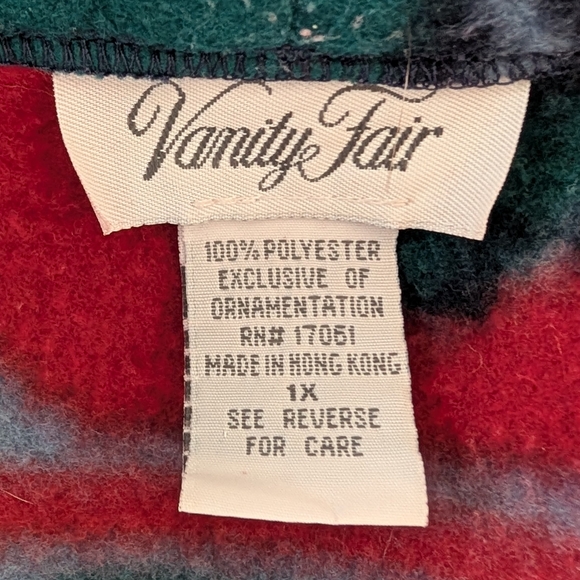 Vanity Fair
100% POLYESTER
EXCLUSIVE OF
ORNAMENTATION
RN# 17051
MADE IN HONG KONG
1X
SEE REVERSE
FOR CARE